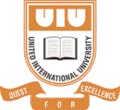 UIU
UNITED INTERNATIONAL UNIVERSITY
QUEST FOR EXCELLENCE